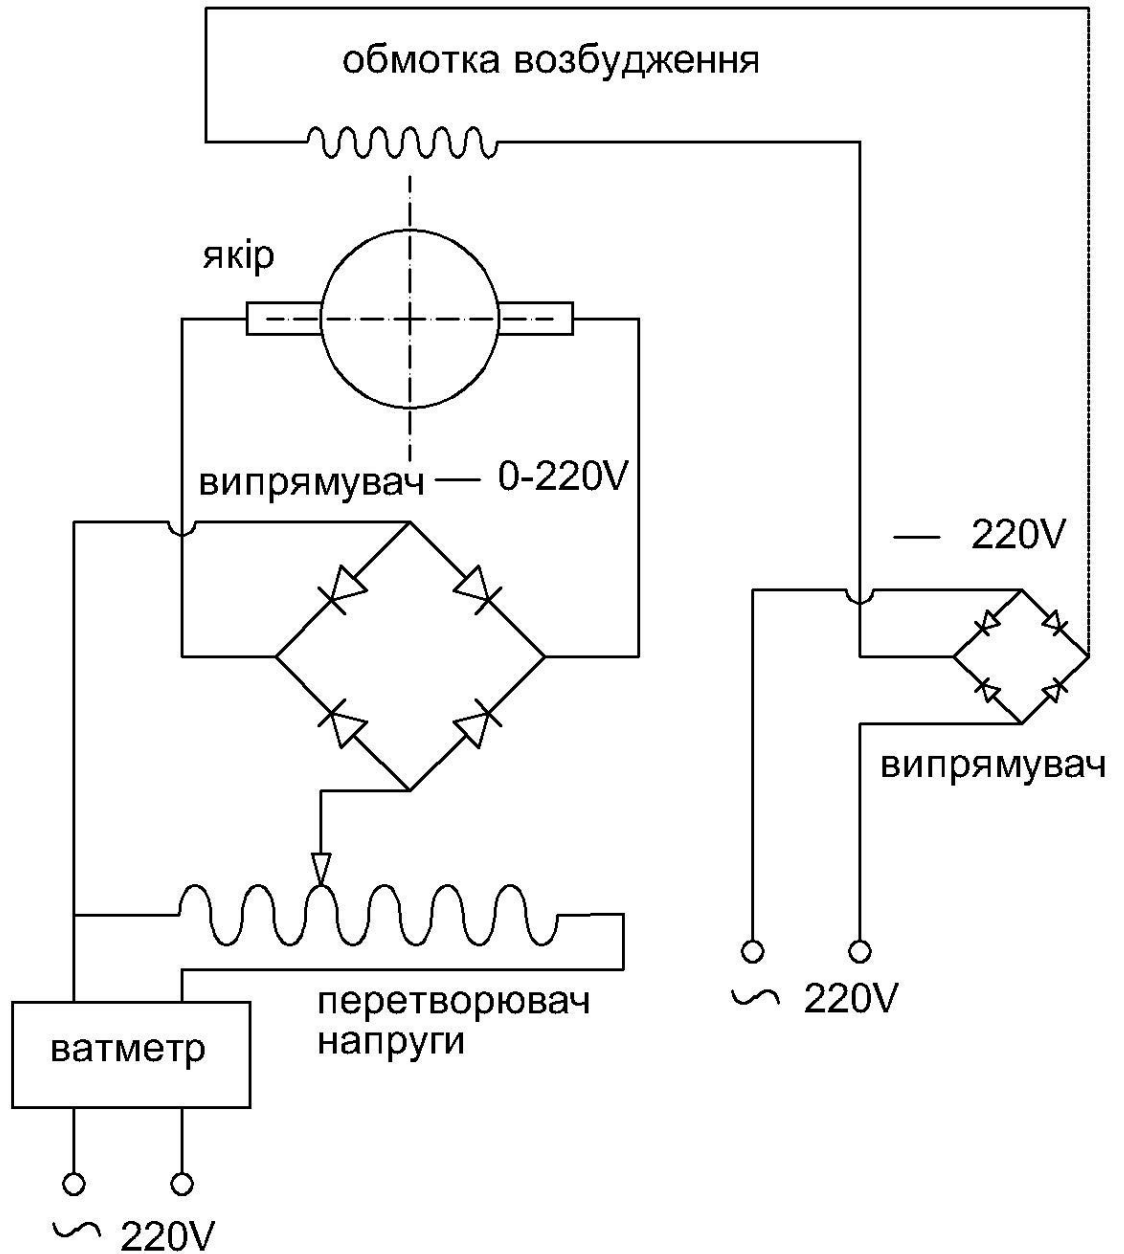 обмотка возбудження
якір
випрямувач — 0-220V
— 220V
випрямувач
~ 220V
перетворювач
напруги
ватметр
~ 220V